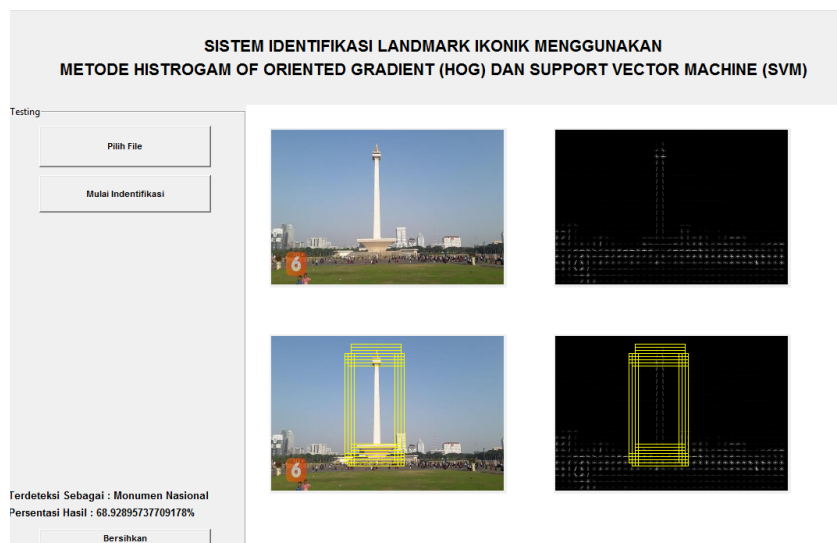 SISTEM IDENTIFIKASI LANDMARK IKONIK MENGGUNAKAN
METODE HISTROGAM OF ORIENTED GRADIENT (HOG) DAN SUPPORT VECTOR MACHINE (SVM)
Testing
Pilih File
Mulai Indentifikasi
6
6
Terdeteksi Sebagai : Monumen Nasional
Persentasi Hasil : 68.92895737709178%
Bersihkan